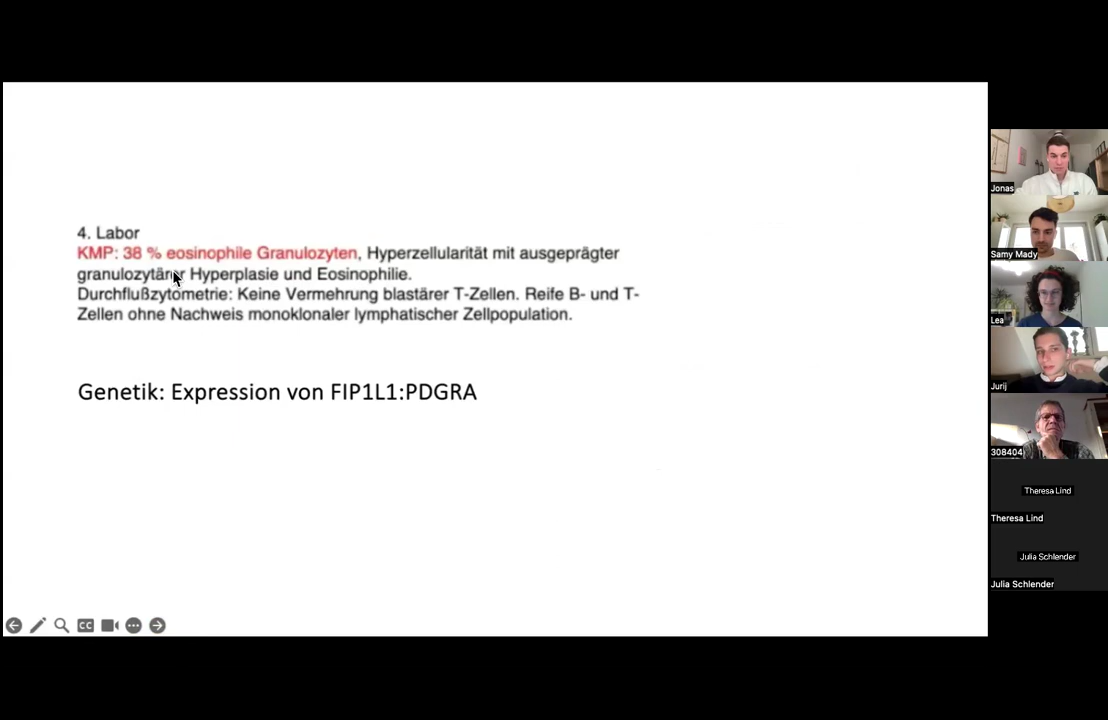 4. Labor
KMP: 38 % eosinophile Granulozyten, Hyperzellularität mit ausgeprägter
granulozytärer Hyperplasie und Eosinophilie.
Durchflußzytometrie: Keine Vermehrung blastärer T-Zellen. Reife B- und T-
Zellen ohne Nachweis monoklonaler lymphatischer Zellpopulation.
Genetik: Expression von FIP1L1:PDGRA
CC
Jonas
Samy Mady
Lea
Jurij
308404
Theresa Lind
Theresa Lind
Julia Schlender
Julia Schlender